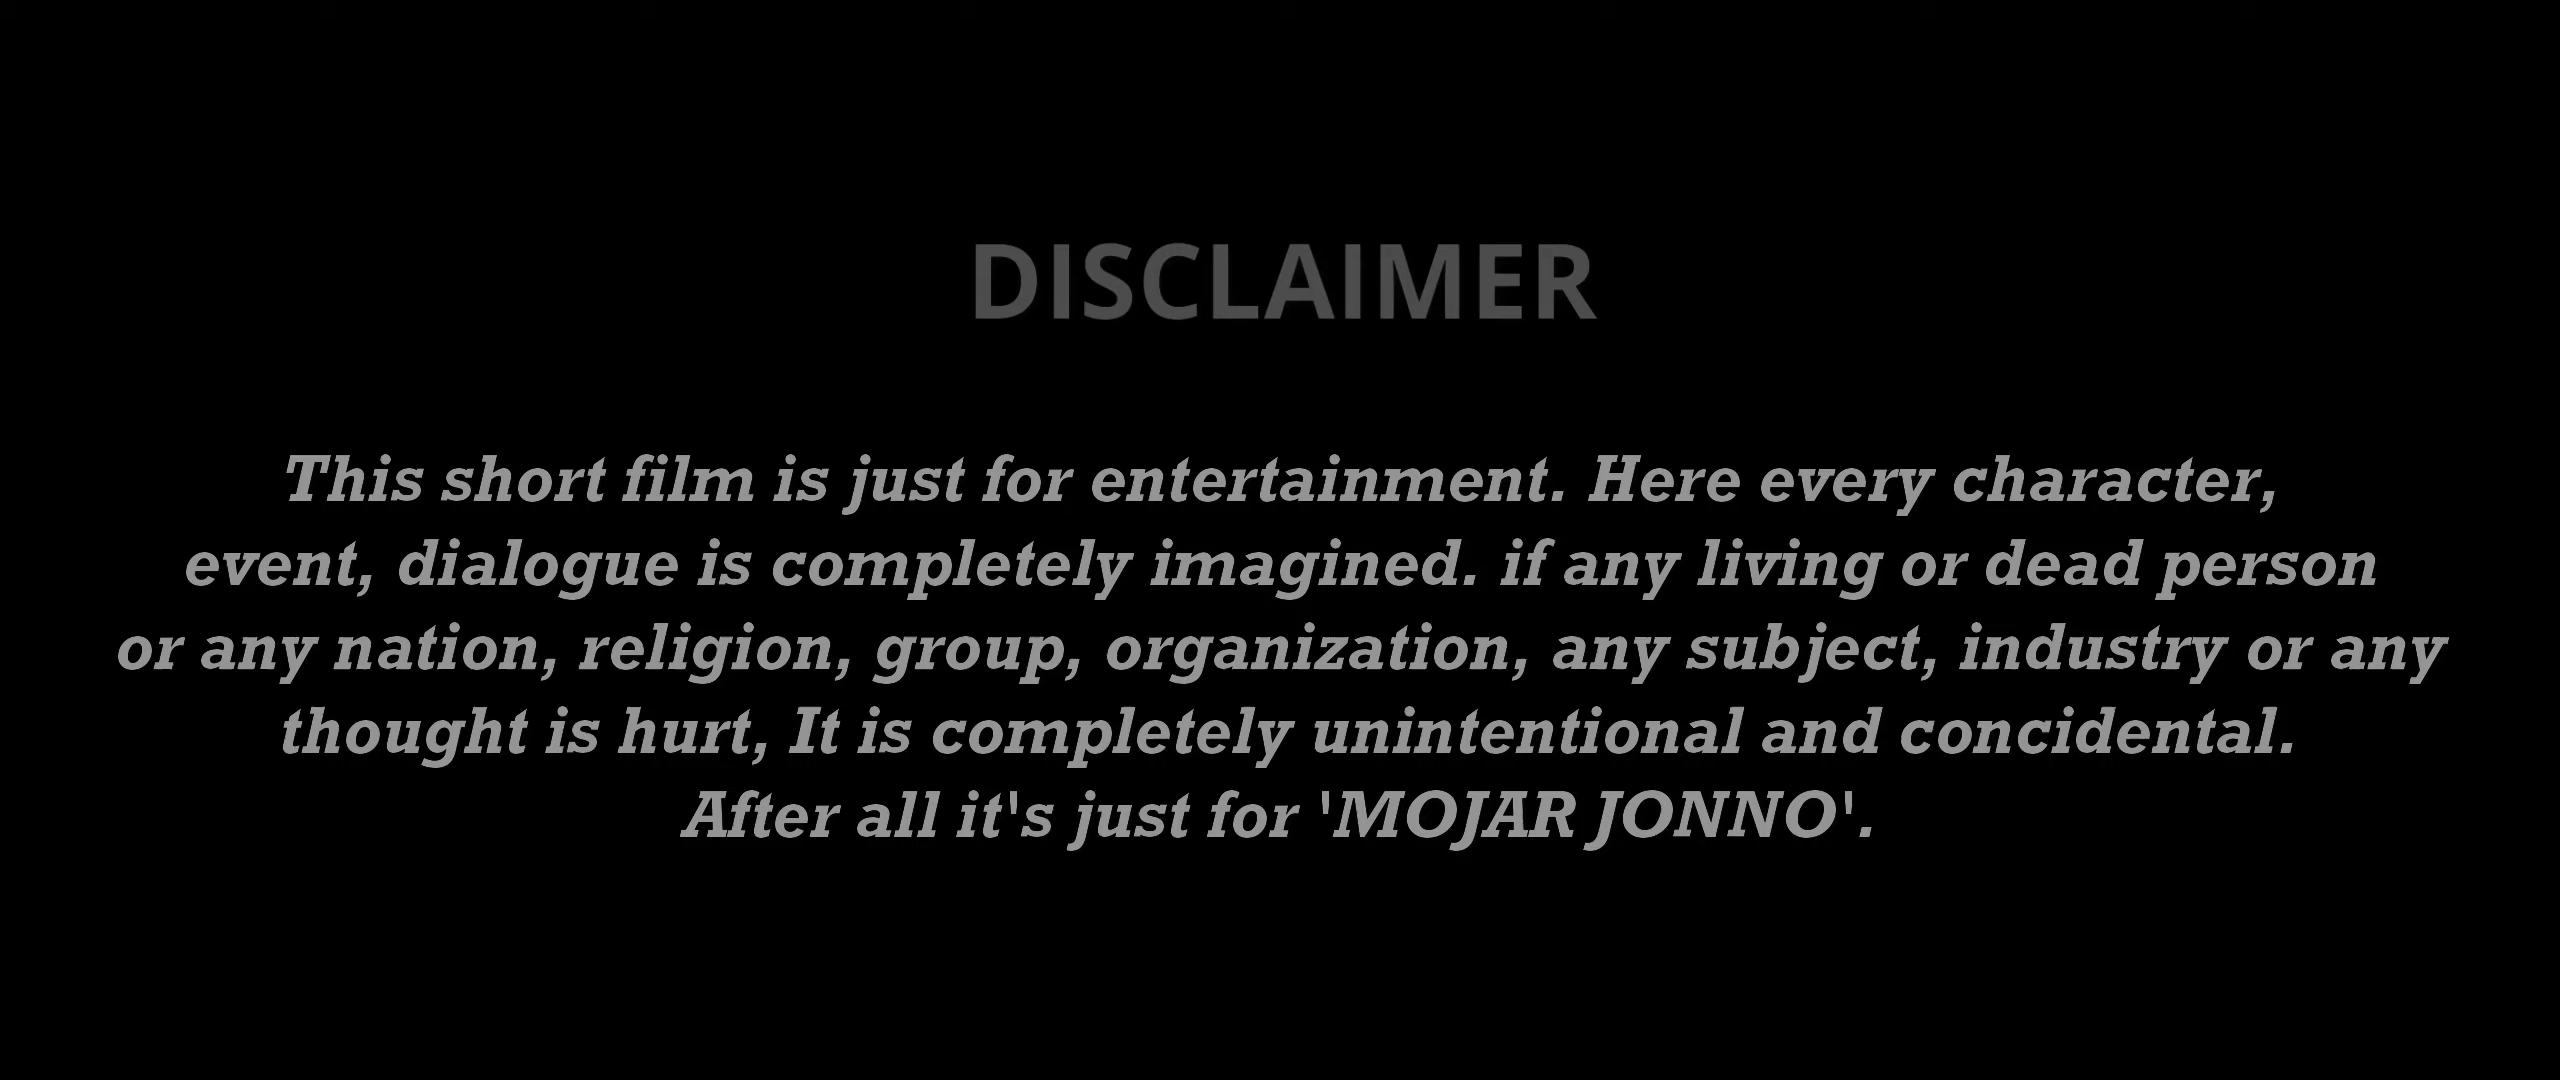 DISCLAIMER
This short film is just for entertainment. Here every character,
event, dialogue is completely imagined. if any living or dead person
or any nation, religion, group, organization, any subject, industry or any
thought is hurt, It is completely unintentional and concidental.
After all it's just for 'MOJAR JONNO'.